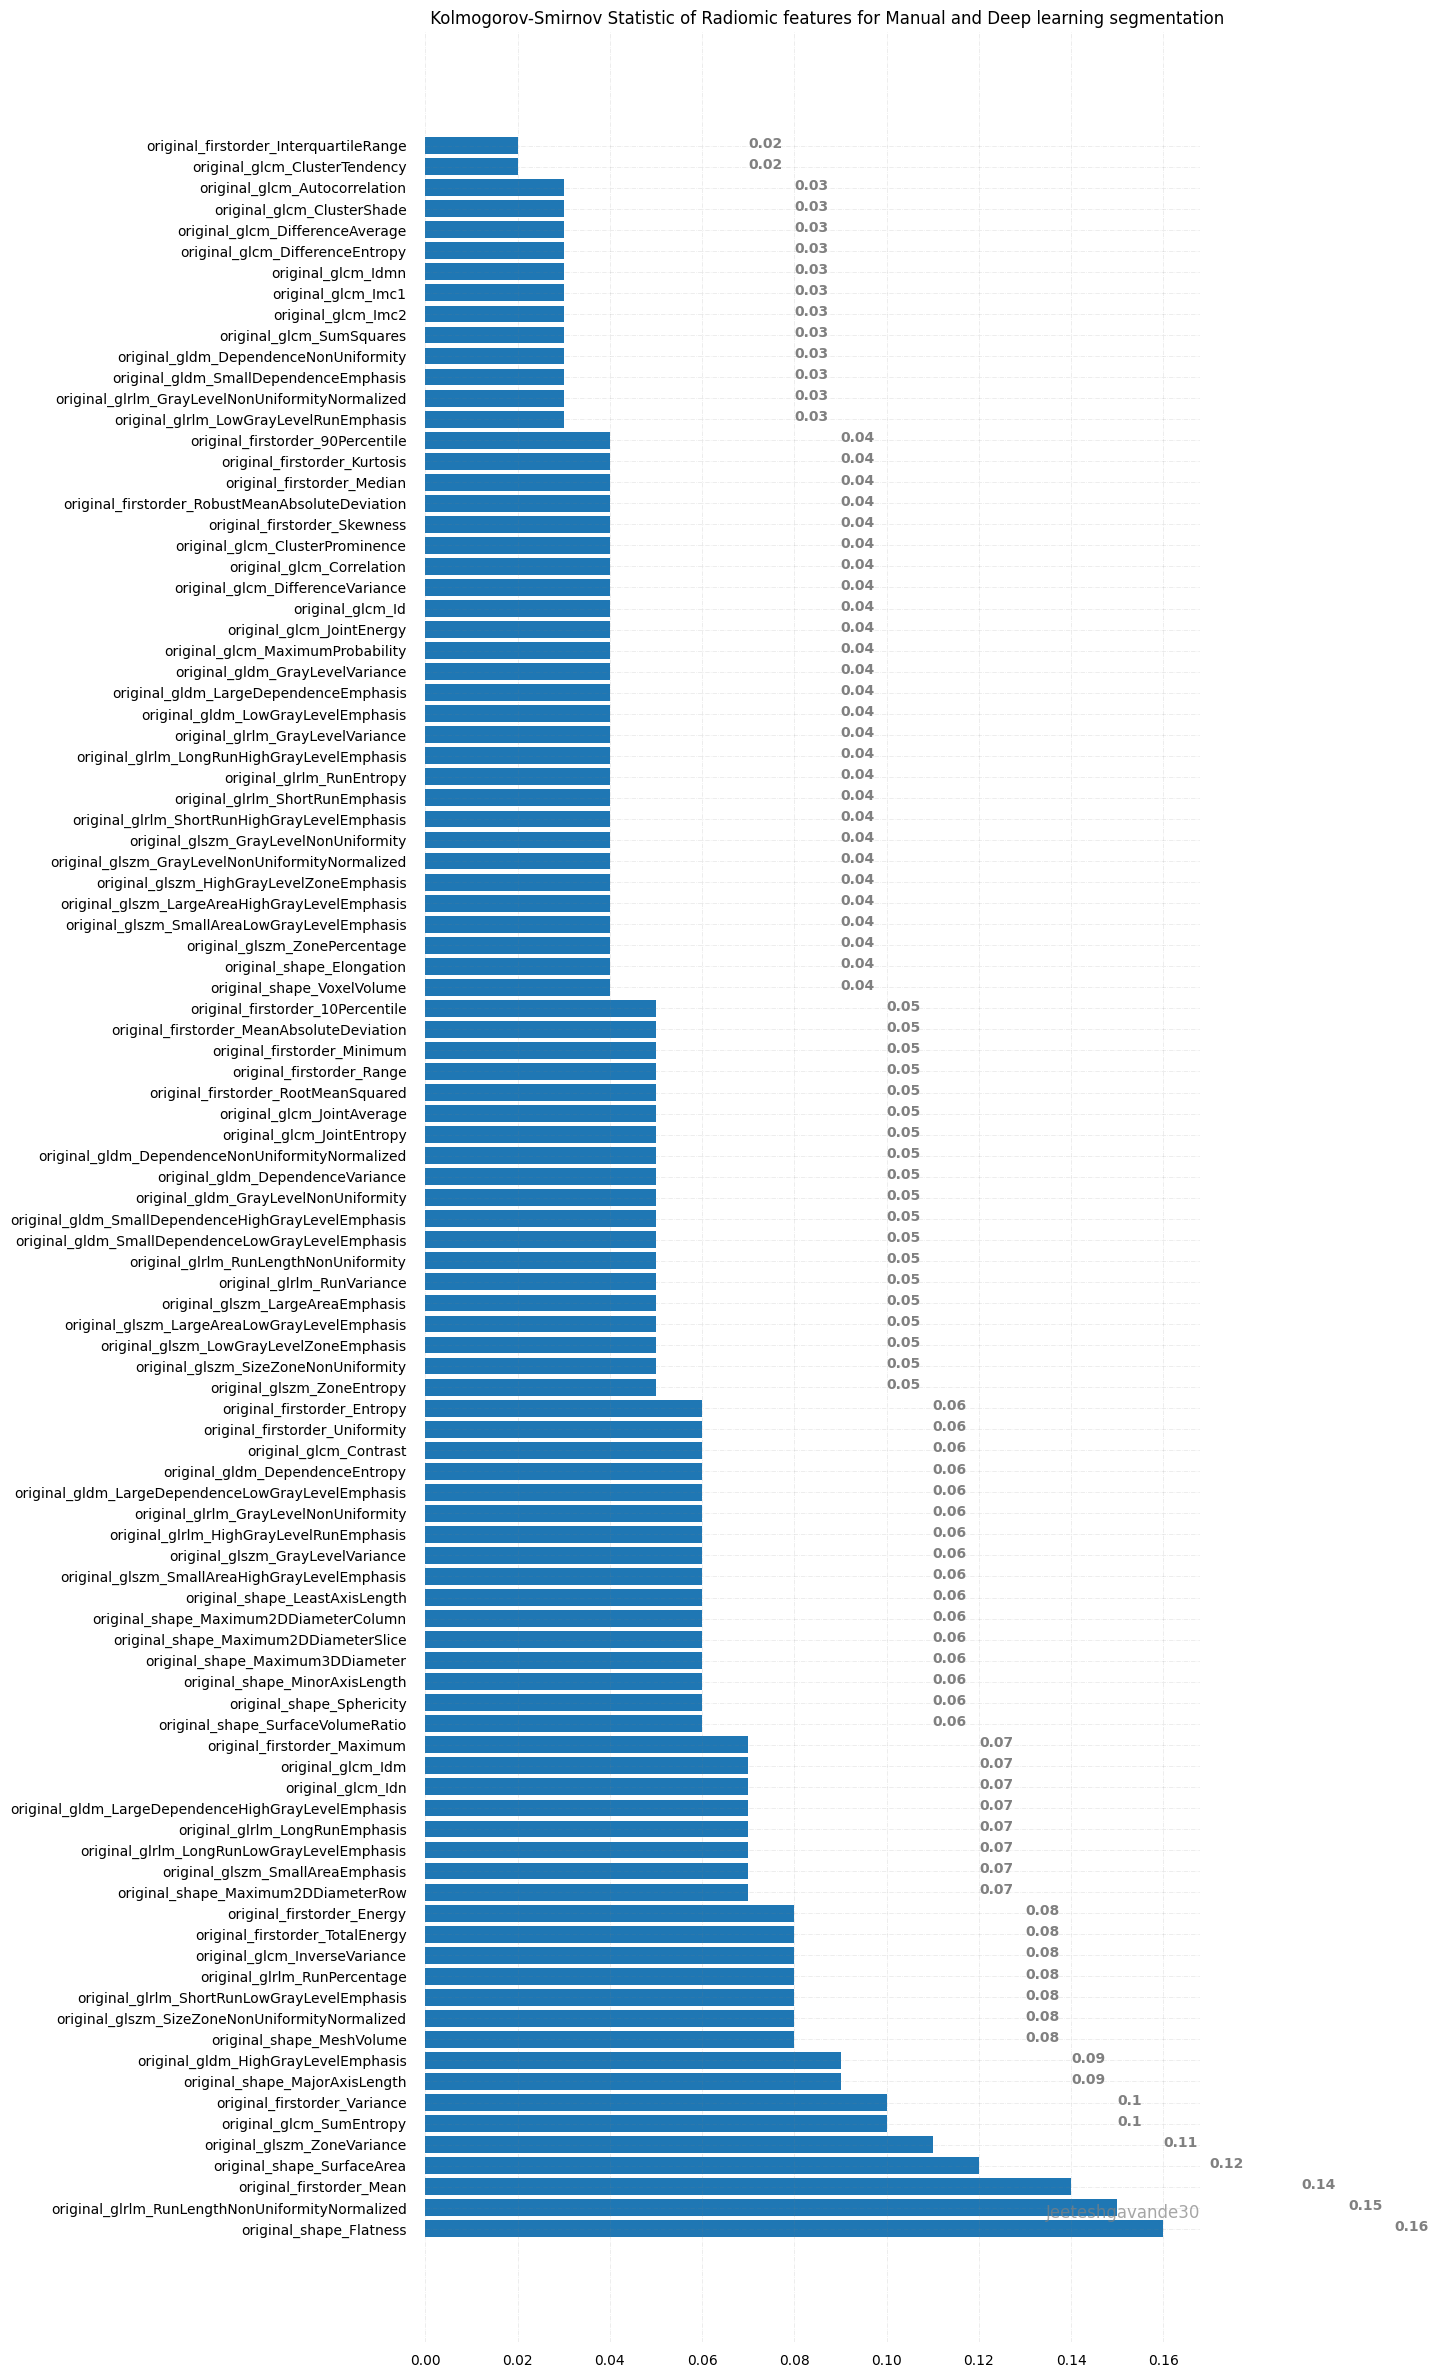 Kolmogorov-Smirnov Statistic of Radiomic features for Manual and Deep learning segmentation
original_firstorder_InterquartileRange 0.02
original_glcm_ClusterTendency 0.02
original_glcm_Autocorrelation 0.03
original_glcm_ClusterShade 0.03
original_glcm_DifferenceAverage 0.03
original_glcm_DifferenceEntropy 0.03
original_glcm_Idmn 0.03
original_glcm_Imc1 0.03
original_glcm_Imc2 0.03
original_glcm_SumSquares 0.03
original_gldm_DependenceNonUniformity 0.03
original_gldm_SmallDependenceEmphasis 0.03
original_glrlm_GrayLevelNonUniformityNormalized 0.03
original_glrlm_LowGrayLevelRunEmphasis 0.03
original_firstorder_90Percentile 0.04
original_firstorder_Kurtosis 0.04
original_firstorder_Median 0.04
original_firstorder_RobustMeanAbsoluteDeviation 0.04
original_firstorder_Skewness 0.04
original_glcm_ClusterProminence 0.04
original_glcm_Correlation 0.04
original_glcm_DifferenceVariance 0.04
original_glcm_Id 0.04
original_glcm_JointEnergy 0.04
original_glcm_MaximumProbability 0.04
original_gldm_GrayLevelVariance 0.04
original_gldm_LargeDependenceEmphasis 0.04
original_gldm_LowGrayLevelEmphasis 0.04
original_glrlm_GrayLevelVariance 0.04
original_glrlm_LongRunHighGrayLevelEmphasis 0.04
original_glrlm_RunEntropy 0.04
original_glrlm_ShortRunEmphasis 0.04
original_glrlm_ShortRunHighGrayLevelEmphasis 0.04
original_glszm_GrayLevelNonUniformity 0.04
original_glszm_GrayLevelNonUniformityNormalized 0.04
original_glszm_HighGrayLevelZoneEmphasis 0.04
original_glszm_LargeAreaHighGrayLevelEmphasis 0.04
original_glszm_SmallAreaLowGrayLevelEmphasis 0.04
original_glszm_ZonePercentage 0.04
original_shape_Elongation 0.04
original_shape_VoxelVolume 0.04
original_firstorder_10Percentile 0.05
original_firstorder_MeanAbsoluteDeviation 0.05
original_firstorder_Minimum 0.05
original_firstorder_Range 0.05
original_firstorder_RootMeanSquared 0.05
original_glcm_JointAverage 0.05
original_glcm_JointEntropy 0.05
original_gldm_DependenceNonUniformityNormalized 0.05
original_gldm_DependenceVariance 0.05
original_gldm_GrayLevelNonUniformity 0.05
original_gldm_SmallDependenceHighGrayLevelEmphasis 0.05
original_gldm_SmallDependenceLowGrayLevelEmphasis 0.05
original_glrlm_RunLengthNonUniformity 0.05
original_glrlm_RunVariance 0.05
original_glszm_LargeAreaEmphasis 0.05
original_glszm_LargeAreaLowGrayLevelEmphasis 0.05
original_glszm_LowGrayLevelZoneEmphasis 0.05
original_glszm_SizeZoneNonUniformity 0.05
original_glszm_ZoneEntropy 0.05
original_firstorder_Entropy 0.06
original_firstorder_Uniformity 0.06
original_glcm_Contrast 0.06
original_gldm_DependenceEntropy 0.06
original_gldm_LargeDependenceLowGrayLevelEmphasis 0.06
original_glrlm_GrayLevelNonUniformity 0.06
original_glrlm_HighGrayLevelRunEmphasis 0.06
original_glszm_GrayLevelVariance 0.06
original_glszm_SmallAreaHighGrayLevelEmphasis 0.06
original_shape_LeastAxisLength 0.06
original_shape_Maximum2DDiameterColumn 0.06
original_shape_Maximum2DDiameterSlice 0.06
original_shape_Maximum3DDiameter 0.06
original_shape_MinorAxisLength 0.06
original_shape_Sphericity 0.06
original_shape_SurfaceVolumeRatio 0.06
original_firstorder_Maximum 0.07
original_glcm_Idm 0.07
original_glcm_Idn 0.07
original_gldm_LargeDependenceHighGrayLevelEmphasis 0.07
original_glrlm_LongRunEmphasis 0.07
original_glrlm_LongRunLowGrayLevelEmphasis 0.07
original_glszm_SmallAreaEmphasis 0.07
original_shape_Maximum2DDiameterRow 0.07
original_firstorder_Energy 0.08
original_firstorder_TotalEnergy 0.08
original_glcm_InverseVariance 0.08
original_glrlm_RunPercentage 0.08
original_glrlm_ShortRunLowGrayLevelEmphasis 0.08
original_glszm_SizeZoneNonUniformityNormalized 0.08
original_shape_MeshVolume 0.08
original_gldm_HighGrayLevelEmphasis 0.09
original_shape_MajorAxisLength 0.09
original_firstorder_Variance 0.1
original_glcm_SumEntropy 0.1
original_glszm_ZoneVariance 0.11
original_shape_SurfaceArea 0.12
original_firstorder_Mean 0.14
original_glrlm_RunLengthNonUniformityNormalized 0.15
Jeeteshgavande30
original_shape_Flatness 0.16
0.00 0.02 0.04 0.06 0.08 0.10 0.12 0.14 0.16